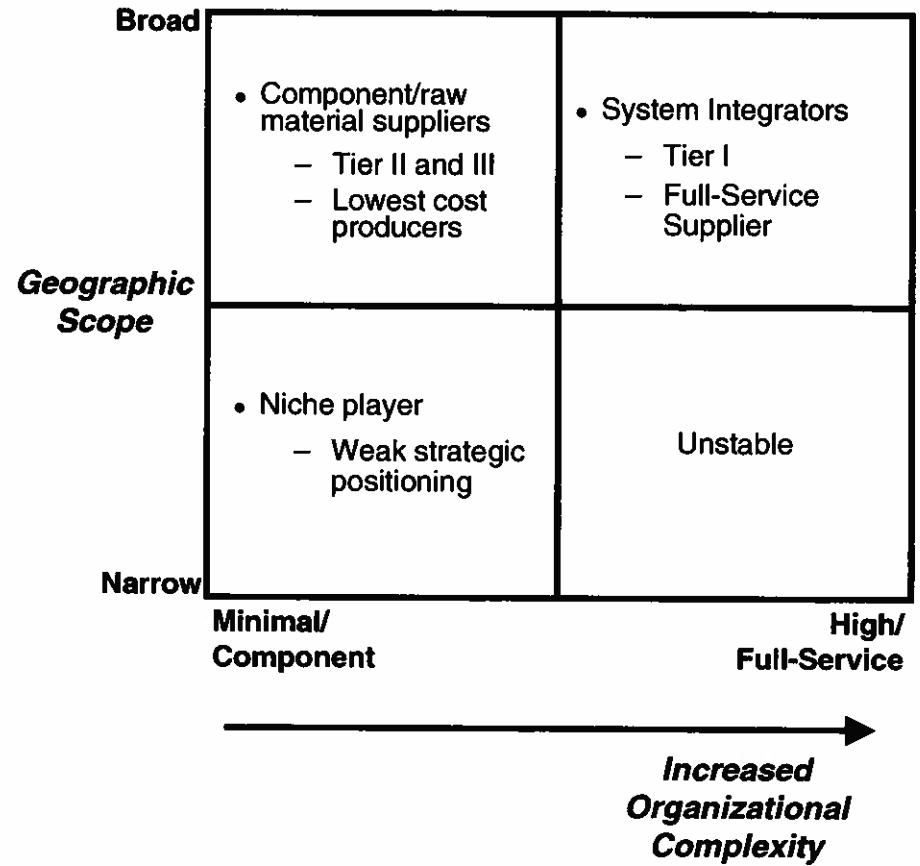 Broad
• Component/raw
material suppliers
– Tier II and III
– Lowest cost
producers
• System Integrators
– Tier I
– Full-Service
Supplier
Geographic
Scope
• Niche player
– Weak strategic
positioning
Unstable
Narrow
Minimal/
Component
High/
Full-Service
Increased
Organizational
Complexity